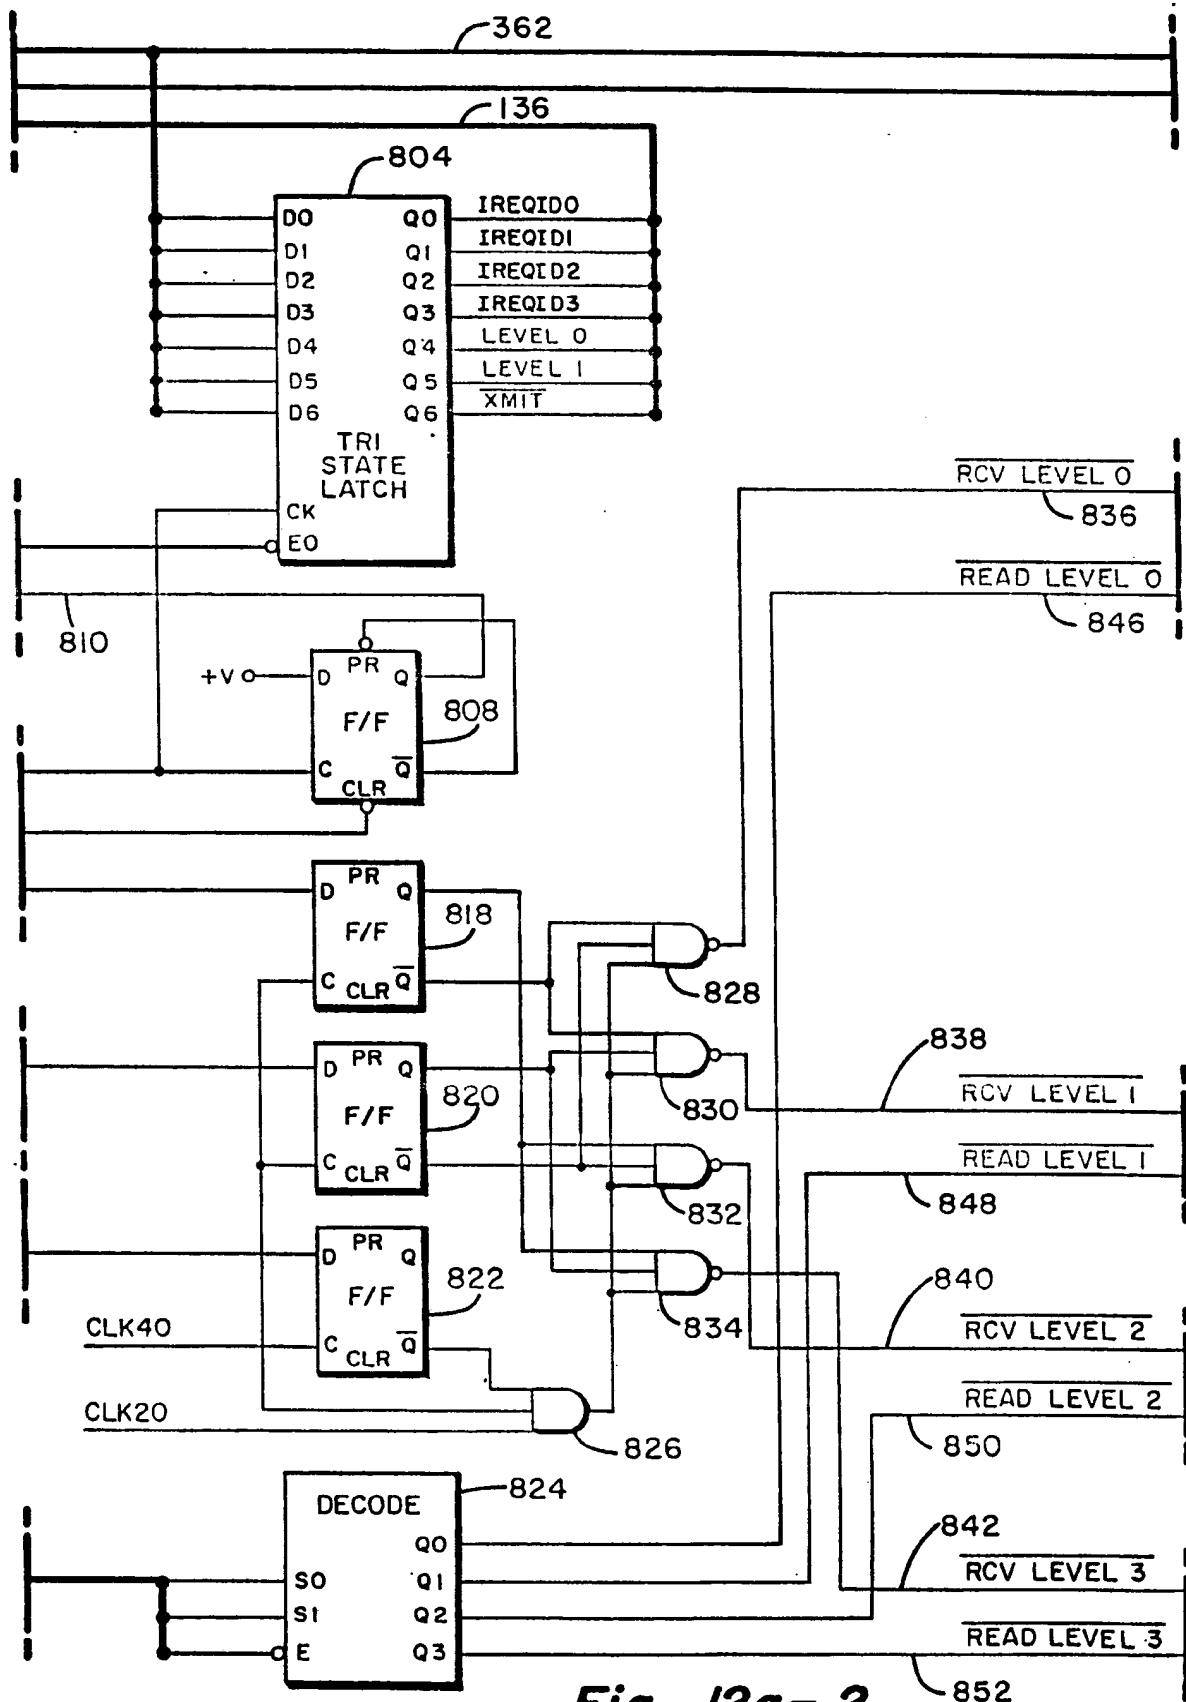 362
136
804
D0 Q0 IREQID0
D1 Q1 IREQID1
D2 Q2 IREQID2
D3 Q3 IREQID3
D4 Q4 LEVEL 0
D5 Q5 LEVEL 1
D6 Q6 XMIT
TRI
STATE
LATCH
CK
EO
RCV LEVEL 0
836
READ LEVEL 0
846
810
+V D PR Q
F/F 808
C CLR Q
D PR Q
F/F 818
C CLR Q
828
838
D PR Q
F/F 820
C CLR Q
830
RCV LEVEL 1
READ LEVEL 1
848
832
D PR Q
F/F 822
C CLR Q
834
840
CLK40
RCV LEVEL 2
CLK20
READ LEVEL 2
826
850
824
DECODE
Q0
S0 Q1
S1 Q2
E Q3
842
RCV LEVEL 3
READ LEVEL 3
852